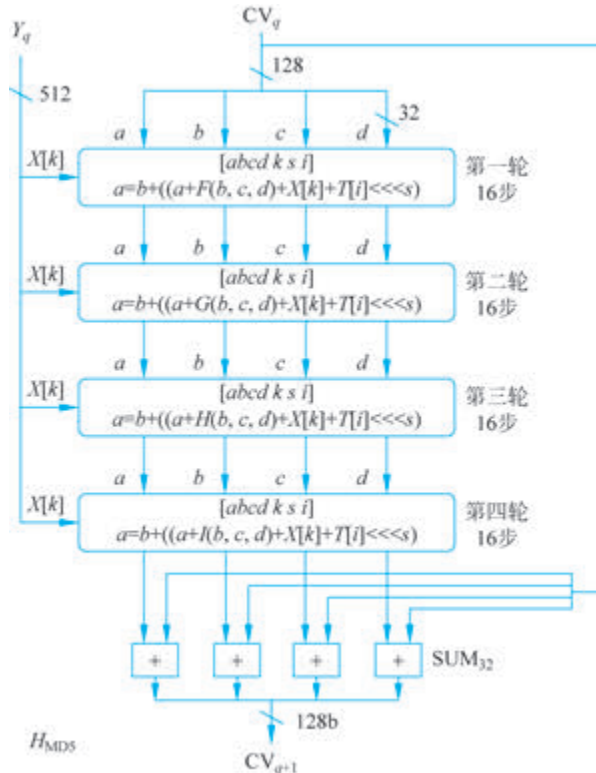 Y_q
CV_q
128
512
32
a b c d
X[k]
[abcd k s i]
a=b+((a+F(b, c, d)+X[k]+T[i]<<<s)
第一轮
16步
a b c d
X[k]
[abcd k s i]
a=b+((a+G(b, c, d)+X[k]+T[i]<<<s)
第二轮
16步
a b c d
X[k]
[abcd k s i]
a=b+((a+H(b, c, d)+X[k]+T[i]<<<s)
第三轮
16步
a b c d
X[k]
[abcd k s i]
a=b+((a+I(b, c, d)+X[k]+T[i]<<<s)
第四轮
16步
+ + + + SUM_32
128b
H_MD5
CV_q+1